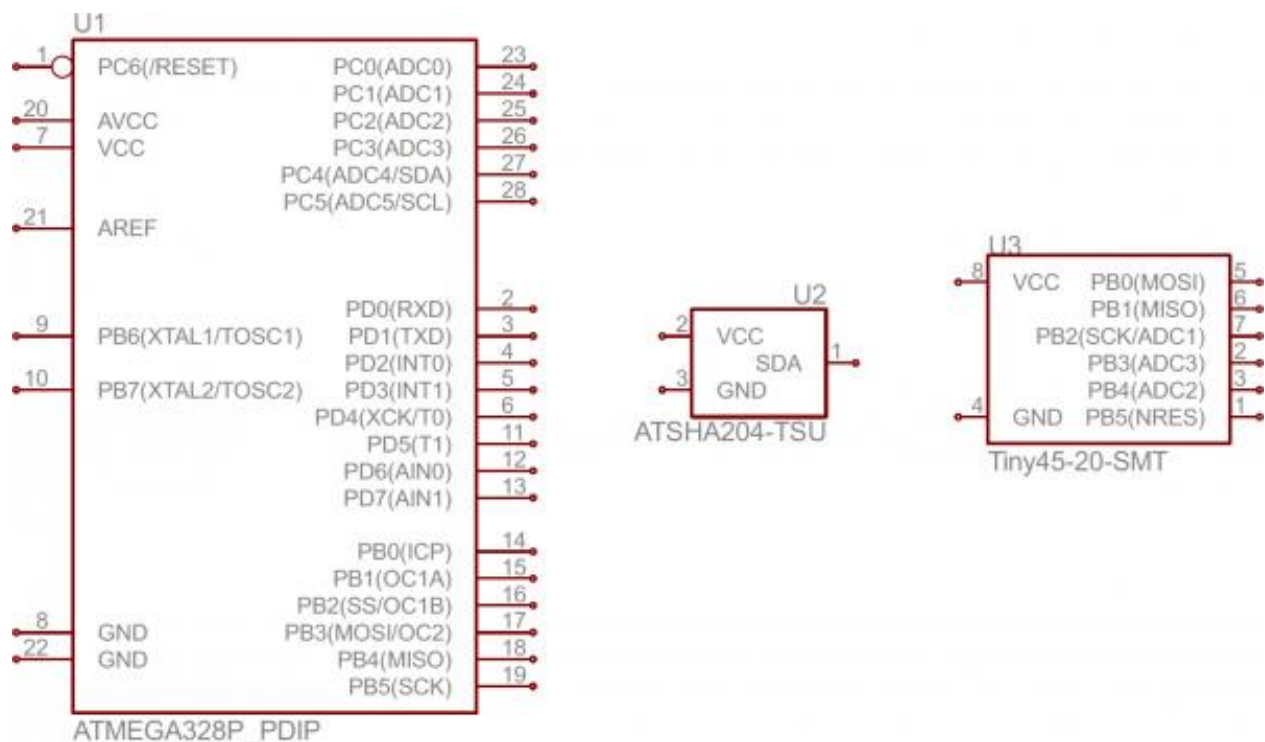 U1
1 PC6(/RESET) PC0(ADC0) 23
PC1(ADC1) 24
20 AVCC PC2(ADC2) 25
7 VCC PC3(ADC3) 26
PC4(ADC4/SDA) 27
PC5(ADC5/SCL) 28
21 AREF
PD0(RXD) 2
9 PB6(XTAL1/TOSC1) PD1(TXD) 3
PD2(INT0) 4
10 PB7(XTAL2/TOSC2) PD3(INT1) 5
PD4(XCK/T0) 6
PD5(T1) 11
PD6(AIN0) 12
PD7(AIN1) 13
PB0(ICP) 14
PB1(OC1A) 15
PB2(SS/OC1B) 16
8 GND PB3(MOSI/OC2) 17
22 GND PB4(MISO) 18
PB5(SCK) 19
ATMEGA328P PDIP
U2
2 VCC
SDA 1
3 GND
ATSHA204-TSU
U3
8 VCC PB0(MOSI) 5
PB1(MISO) 6
PB2(SCK/ADC1) 7
PB3(ADC3) 2
PB4(ADC2) 3
4 GND PB5(NRES) 1
Tiny45-20-SMT